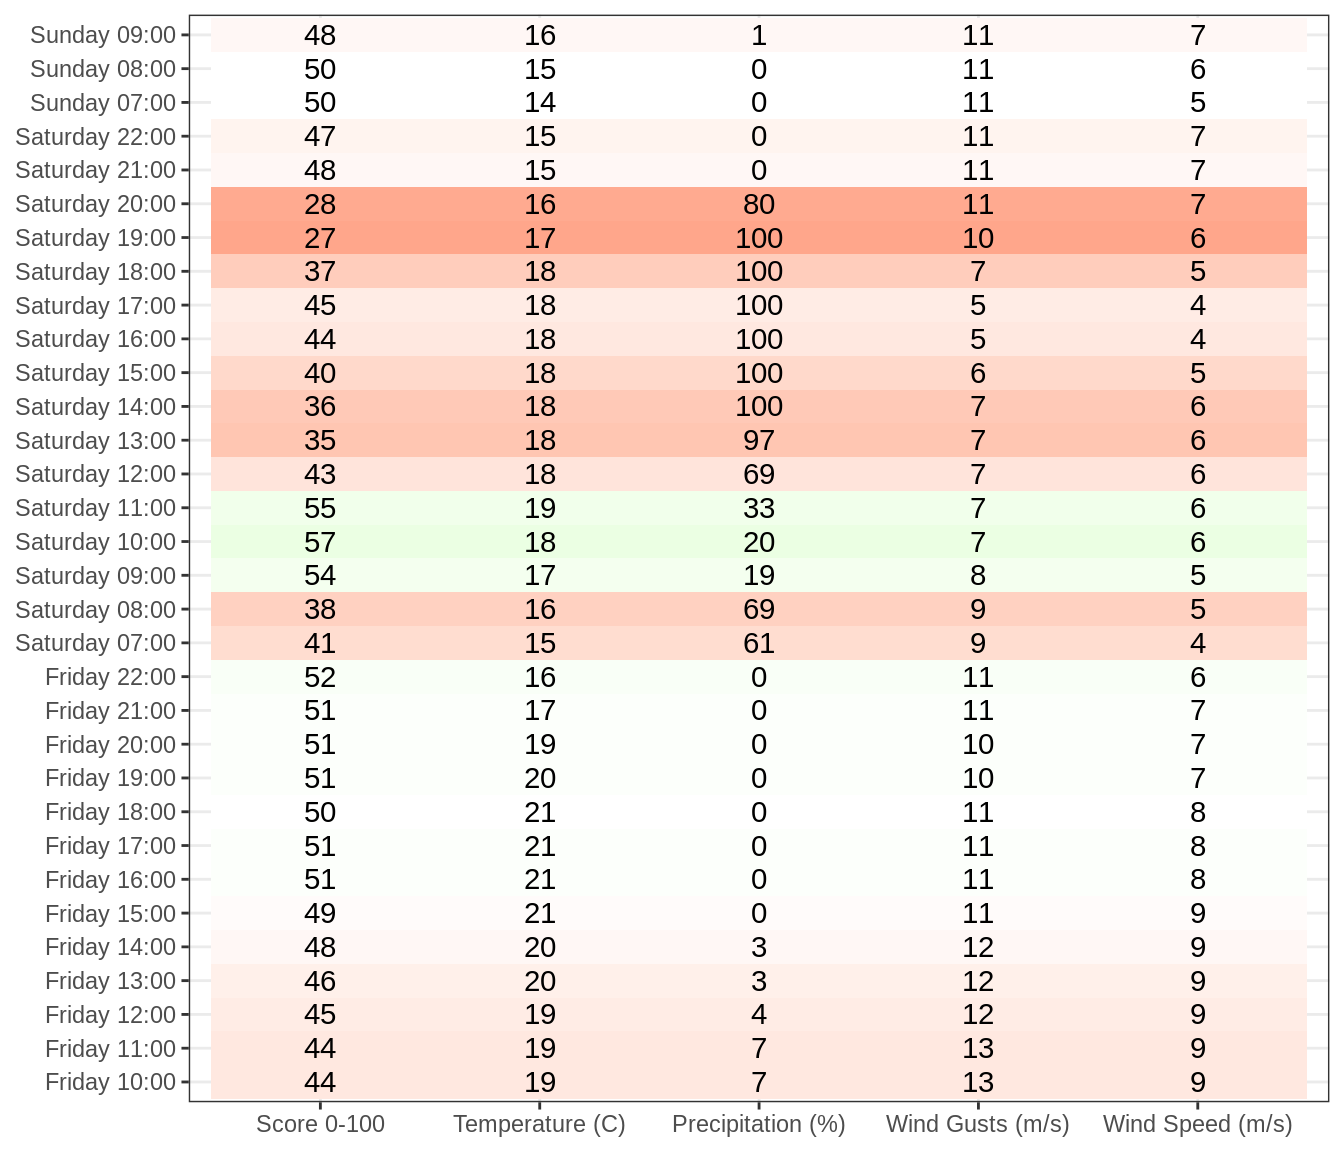 Sunday 09:00 48 16 1 11 7
Sunday 08:00 50 15 0 11 6
Sunday 07:00 50 14 0 11 5
Saturday 22:00 47 15 0 11 7
Saturday 21:00 48 15 0 11 7
Saturday 20:00 28 16 80 11 7
Saturday 19:00 27 17 100 10 6
Saturday 18:00 37 18 100 7 5
Saturday 17:00 45 18 100 5 4
Saturday 16:00 44 18 100 5 4
Saturday 15:00 40 18 100 6 5
Saturday 14:00 36 18 100 7 6
Saturday 13:00 35 18 97 7 6
Saturday 12:00 43 18 69 7 6
Saturday 11:00 55 19 33 7 6
Saturday 10:00 57 18 20 7 6
Saturday 09:00 54 17 19 8 5
Saturday 08:00 38 16 69 9 5
Saturday 07:00 41 15 61 9 4
Friday 22:00 52 16 0 11 6
Friday 21:00 51 17 0 11 7
Friday 20:00 51 19 0 10 7
Friday 19:00 51 20 0 10 7
Friday 18:00 50 21 0 11 8
Friday 17:00 51 21 0 11 8
Friday 16:00 51 21 0 11 8
Friday 15:00 49 21 0 11 9
Friday 14:00 48 20 3 12 9
Friday 13:00 46 20 3 12 9
Friday 12:00 45 19 4 12 9
Friday 11:00 44 19 7 13 9
Friday 10:00 44 19 7 13 9
Score 0-100 Temperature (C) Precipitation (%) Wind Gusts (m/s) Wind Speed (m/s)